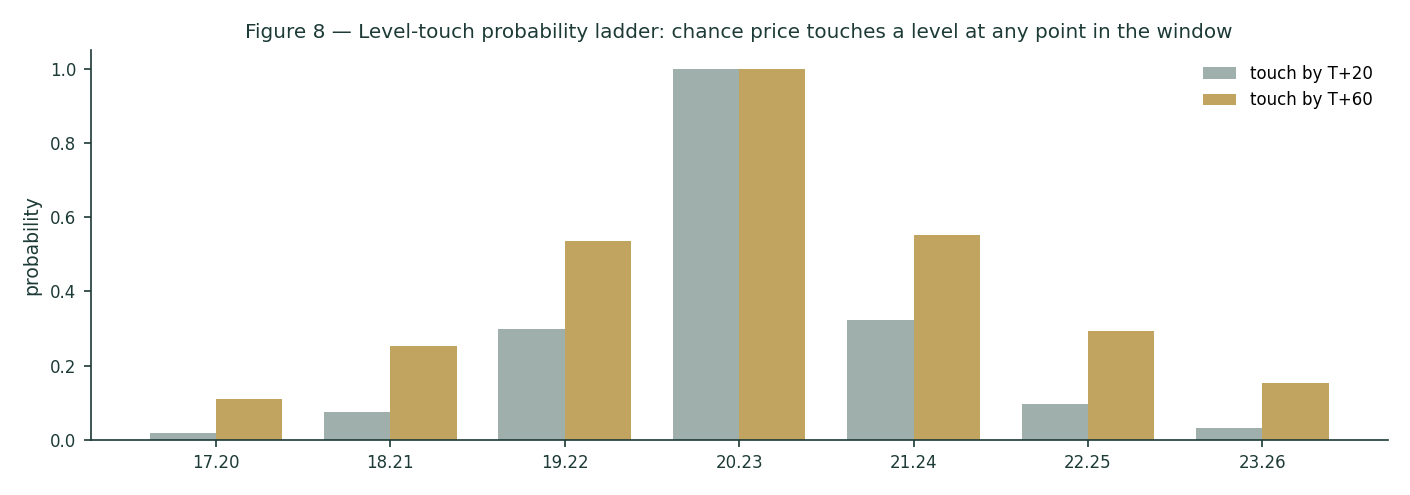 Figure 8 — Level-touch probability ladder: chance price touches a level at any point in the window
touch by T+20
touch by T+60
probability
1.0
0.8
0.6
0.4
0.2
0.0
17.20 18.21 19.22 20.23 21.24 22.25 23.26